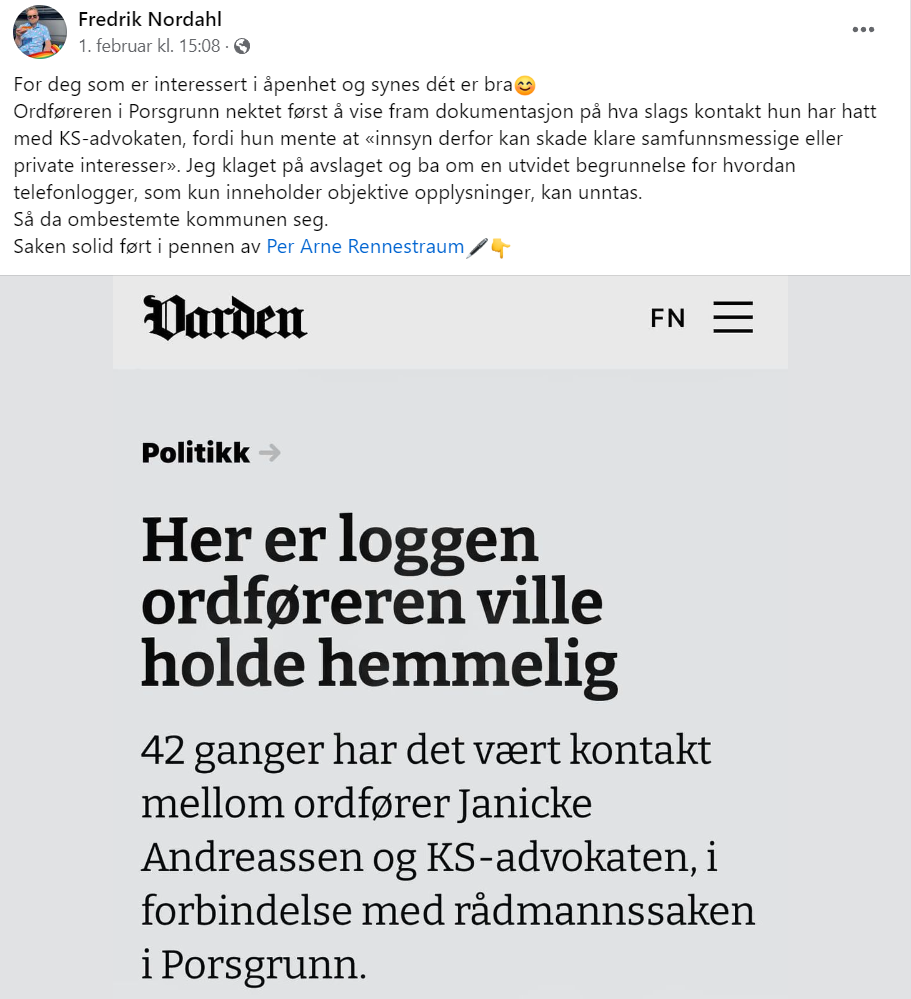 Fredrik Nordahl
1. februar kl. 15:08 ·
For deg som er interessert i åpenhet og synes dét er bra😊
Ordføreren i Porsgrunn nektet først å vise fram dokumentasjon på hva slags kontakt hun har hatt
med KS-advokaten, fordi hun mente at «innsyn derfor kan skade klare samfunnsmessige eller
private interesser». Jeg klaget på avslaget og ba om en utvidet begrunnelse for hvordan
telefonlogger, som kun inneholder objektive opplysninger, kan unntas.
Så da ombestemte kommunen seg.
Saken solid ført i pennen av Per Arne Rennestraum🖋️👇
Varden
FN
Politikk →
Her er loggen
ordføreren ville
holde hemmelig
42 ganger har det vært kontakt
mellom ordfører Janicke
Andreassen og KS-advokaten, i
forbindelse med rådmannssaken
i Porsgrunn.